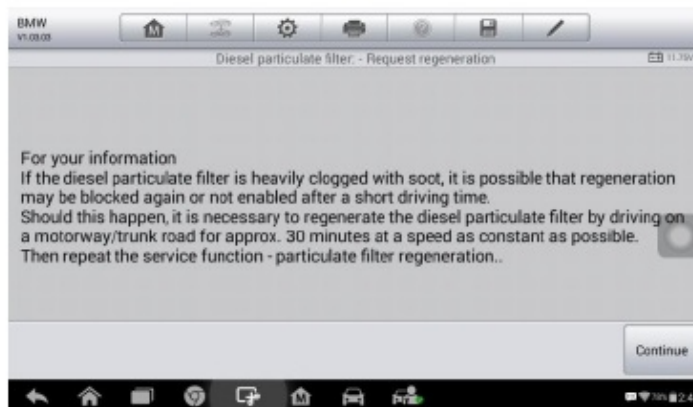 BMW
V1.03.03
Diesel particulate filter: - Request regeneration
For your information
If the diesel particulate filter is heavily clogged with soot, it is possible that regeneration
may be blocked again or not enabled after a short driving time.
Should this happen, it is necessary to regenerate the diesel particulate filter by driving on
a motorway/trunk road for approx. 30 minutes at a speed as constant as possible.
Then repeat the service function - particulate filter regeneration..
Continue